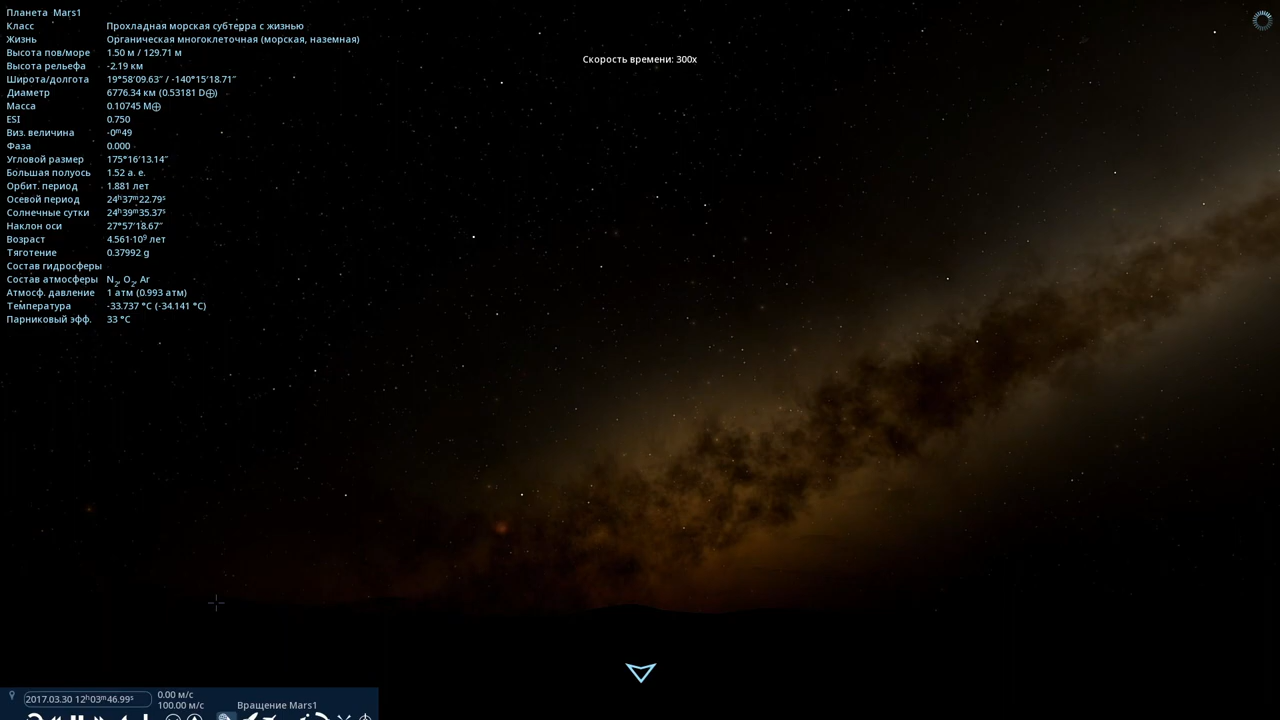 Планета Mars1
Класс Прохладная морская субтерра с жизнью
Жизнь Органическая многоклеточная (морская, наземная)
Высота пов/море 1.50 м / 129.71 м
Высота рельефа -2.19 км
Широта/долгота 19°58′09.63″ / -140°15′18.71″
Диаметр 6776.34 км (0.53181 D⊕)
Масса 0.10745 M⊕
ESI 0.750
Виз. величина -0ᵐ49
Фаза 0.000
Угловой размер 175°16′13.14″
Большая полуось 1.52 а. е.
Орбит. период 1.881 лет
Осевой период 24ʰ37ᵐ22.79ˢ
Солнечные сутки 24ʰ39ᵐ35.37ˢ
Наклон оси 27°57′18.67″
Возраст 4.561·10⁹ лет
Тяготение 0.37992 g
Состав гидросферы
Состав атмосферы N₂, O₂, Ar
Атмосф. давление 1 атм (0.993 атм)
Температура -33.737 °C (-34.141 °C)
Парниковый эфф. 33 °C
Скорость времени: 300x
2017.03.30 12ʰ03ᵐ46.99ˢ
0.00 м/с
100.00 м/с
Вращение Mars1